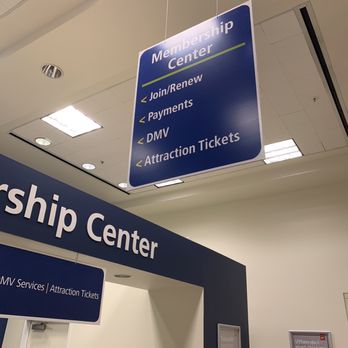 Membership
Center
< Join/Renew
< Payments
< DMV
< Attraction Tickets
rship Center
MV Services | Attraction Tickets